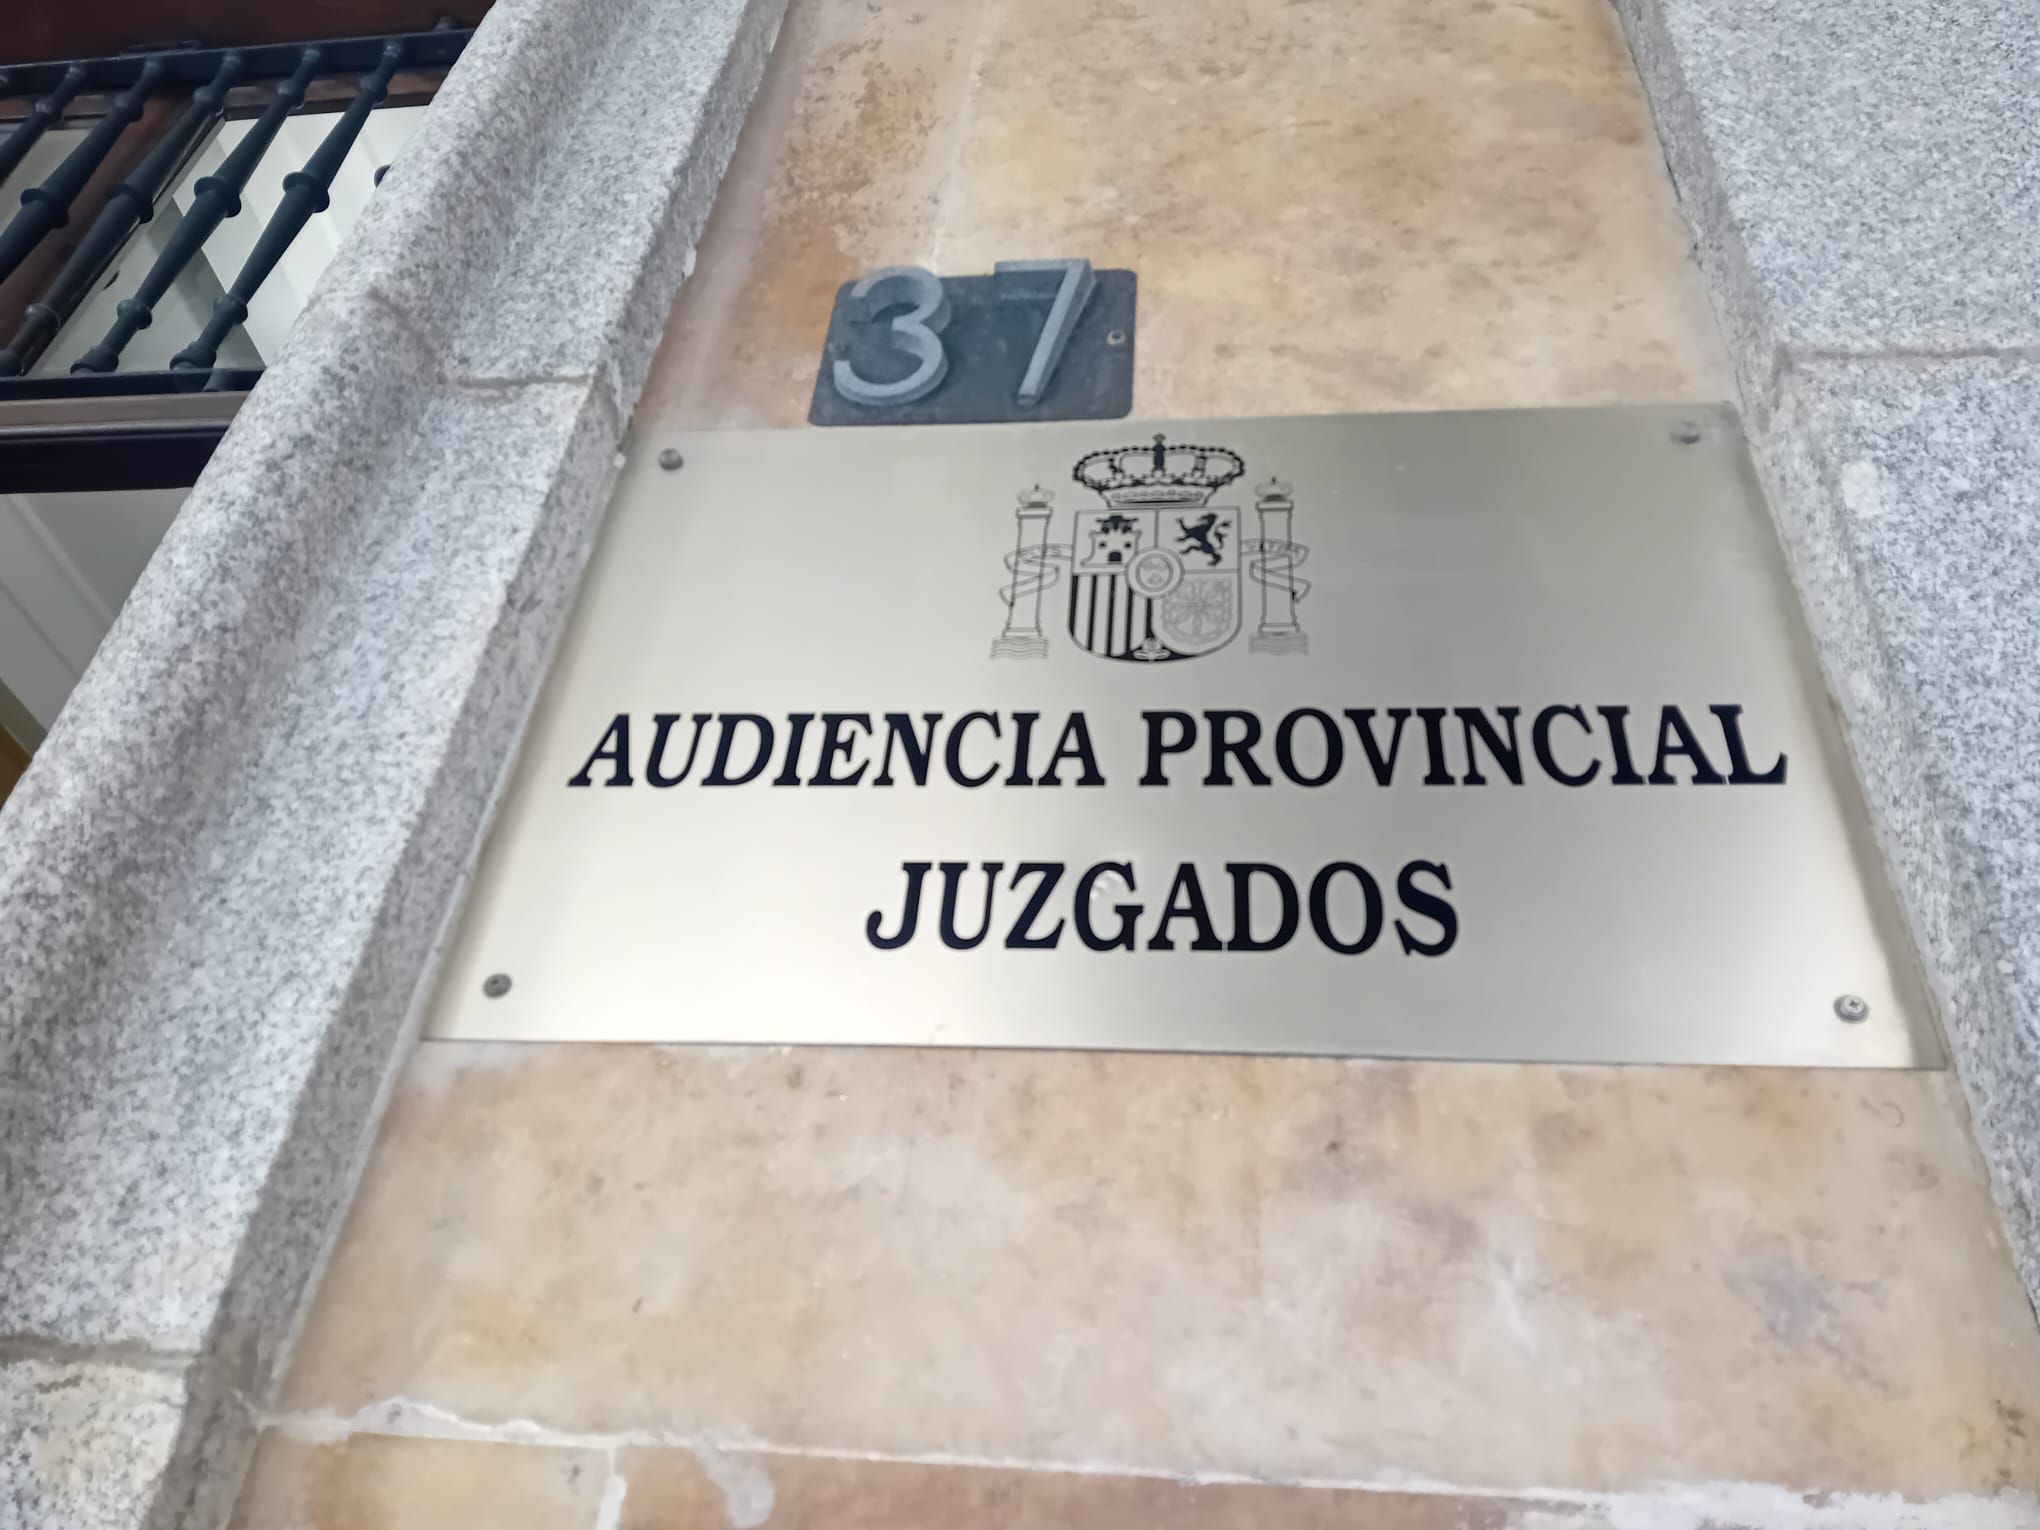 37
AUDIENCIA PROVINCIAL
JUZGADOS